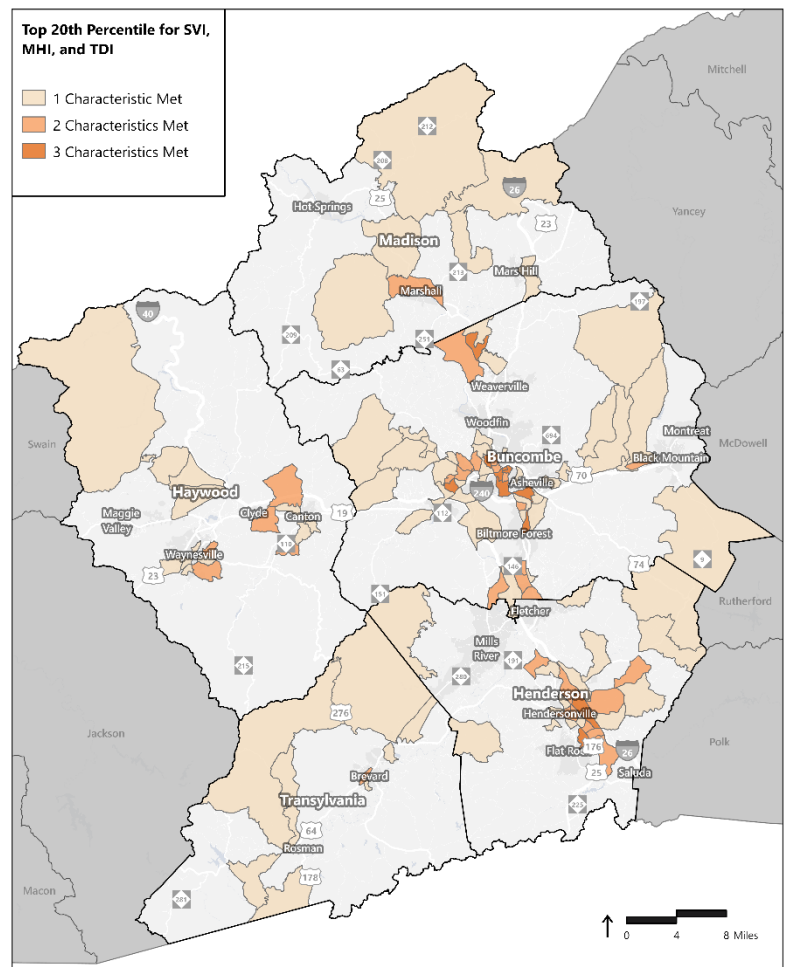 Top 20th Percentile for SVI,
MHI, and TDI
1 Characteristic Met
2 Characteristics Met
3 Characteristics Met
Mitchell
212
208
26
25
Yancey
Hot Springs
23
Madison
213
Mars Hill
Marshall
197
40
209
251
63
Weaverville
Woodfin
694
Montreat
Swain
McDowell
Buncombe
Black Mountain
70
Asheville
240
Haywood
Clyde
Canton
19
112
Maggie
Valley
Biltmore Forest
110
Waynesville
9
74
146
23
151
Rutherford
Fletcher
Mills
River
191
215
280
Henderson
276
Hendersonville
Jackson
Polk
Flat Roc
176
26
25
Saluda
Brevard
Transylvania
225
64
Rosman
178
Macon
281
0 4 8 Miles